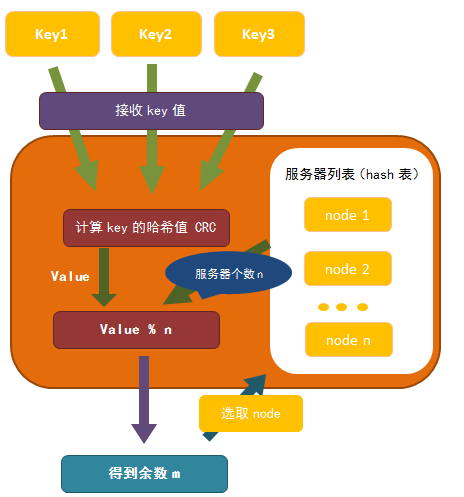 Key1
Key2
Key3
接收 key 值
服务器列表（hash 表）
node 1
计算 key 的哈希值 CRC
node 2
Value
服务器个数 n
Value % n
node n
选取 node
得到余数 m